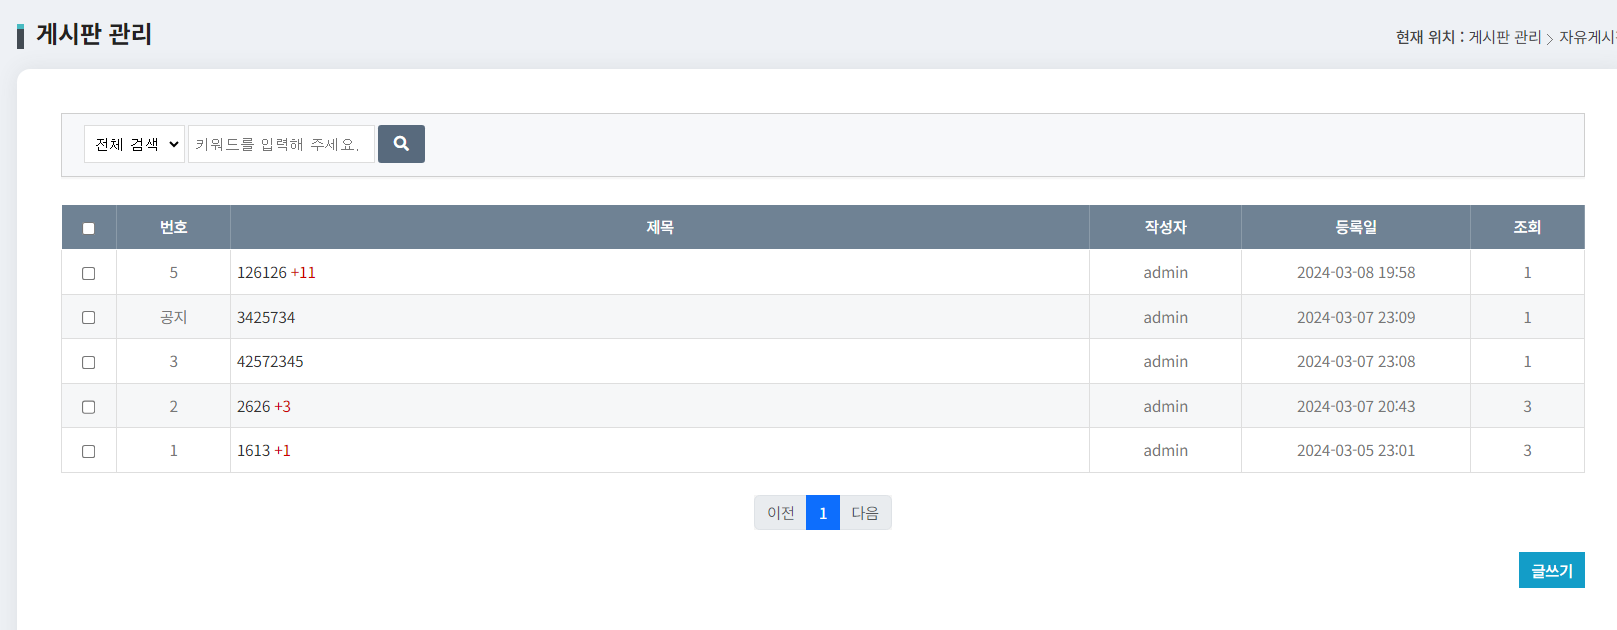 게시판 관리
현재 위치 : 게시판 관리 > 자유게시
전체 검색 키워드를 입력해 주세요.
번호 제목 작성자 등록일 조회
5 126126 +11 admin 2024-03-08 19:58 1
공지 3425734 admin 2024-03-07 23:09 1
3 42572345 admin 2024-03-07 23:08 1
2 2626 +3 admin 2024-03-07 20:43 3
1 1613 +1 admin 2024-03-05 23:01 3
이전 1 다음
글쓰기